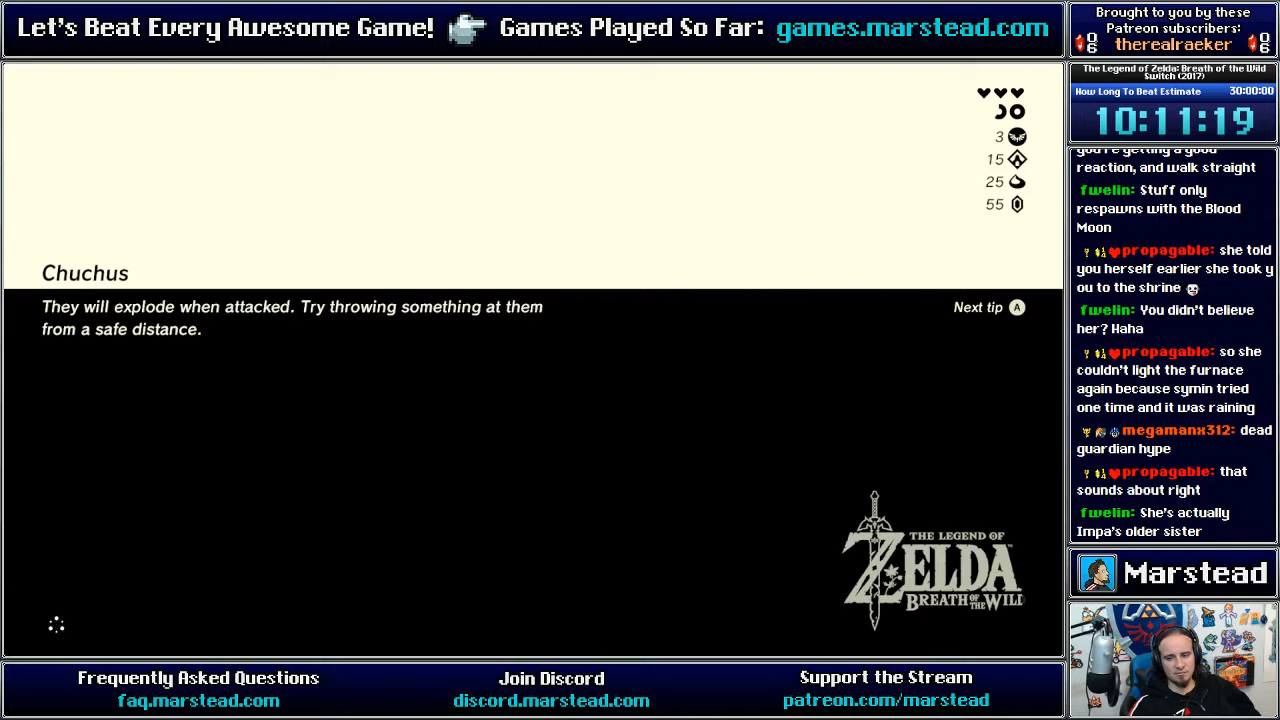 Let's Beat Every Awesome Game!
Games Played So Far: games.marstead.com
Brought to you by these
Patreon subscribers:
therealraeker
The Legend of Zelda: Breath of the Wild
Switch (2017)
How Long To Beat Estimate 30:00:00
10:11:19
3
15
25
55
Chuchus
They will explode when attacked. Try throwing something at them
from a safe distance.
Next tip A
THE LEGEND OF
ZELDA
BREATH OF THE WILD
you're getting a good
reaction, and walk straight
fwelin: Stuff only
respawns with the Blood
Moon
propagable: she told
you herself earlier she took y
ou to the shrine
fwelin: You didn't believe
her? Haha
propagable: so she
couldn't light the furnace
again because symin tried
one time and it was raining
megamanx312: dead
guardian hype
propagable: that
sounds about right
fwelin: She's actually
Impa's older sister
Marstead
Frequently Asked Questions
faq.marstead.com
Join Discord
discord.marstead.com
Support the Stream
patreon.com/marstead